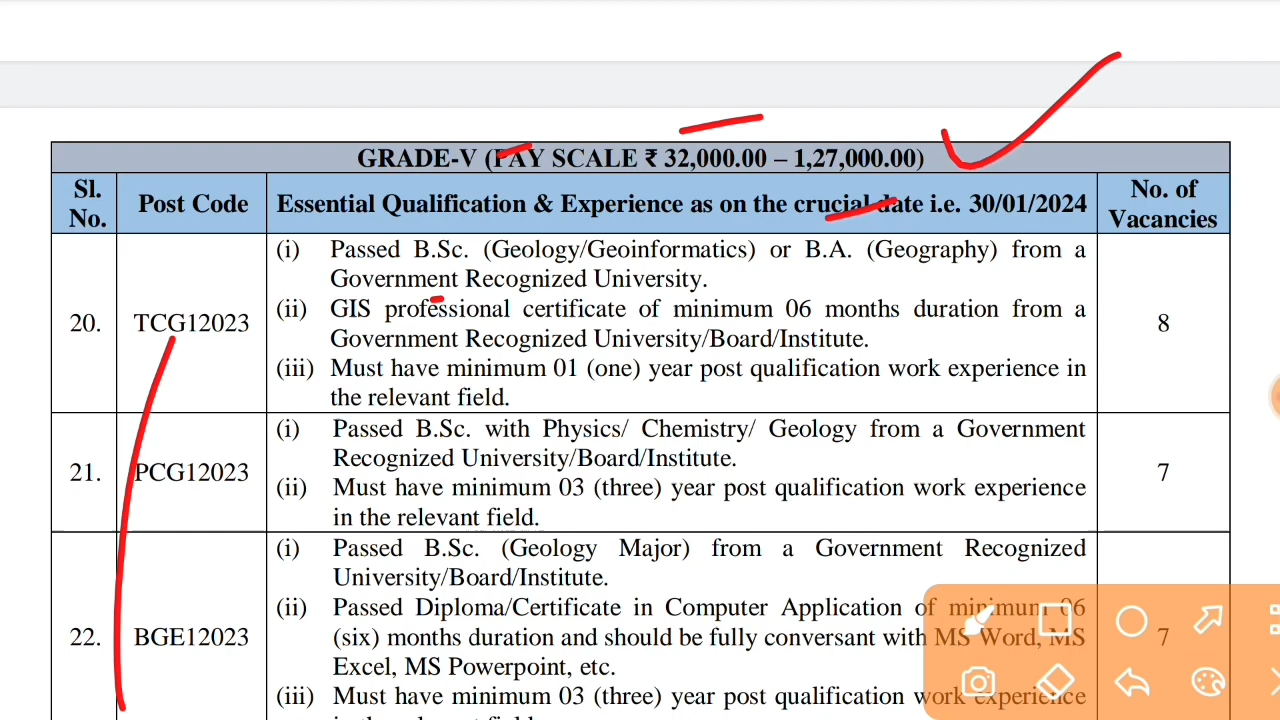 GRADE-V (PAY SCALE ₹ 32,000.00 – 1,27,000.00)
Sl. No.
Post Code
Essential Qualification & Experience as on the crucial date i.e. 30/01/2024
No. of Vacancies
20.
TCG12023
(i) Passed B.Sc. (Geology/Geoinformatics) or B.A. (Geography) from a
Government Recognized University.
(ii) GIS professional certificate of minimum 06 months duration from a
Government Recognized University/Board/Institute.
(iii) Must have minimum 01 (one) year post qualification work experience in
the relevant field.
8
21.
PCG12023
(i) Passed B.Sc. with Physics/ Chemistry/ Geology from a Government
Recognized University/Board/Institute.
(ii) Must have minimum 03 (three) year post qualification work experience
in the relevant field.
7
22.
BGE12023
(i) Passed B.Sc. (Geology Major) from a Government Recognized
University/Board/Institute.
(ii) Passed Diploma/Certificate in Computer Application of minimum 06
(six) months duration and should be fully conversant with MS Word, MS
Excel, MS Powerpoint, etc.
(iii) Must have minimum 03 (three) year post qualification work experience
7